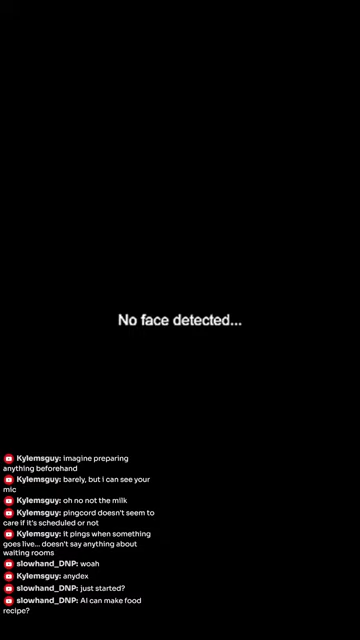 No face detected...
Kylemsguy: imagine preparing
anything beforehand
Kylemsguy: barely, but i can see your
mic
Kylemsguy: oh no not the milk
Kylemsguy: pingcord doesn't seem to
care if it's scheduled or not
Kylemsguy: it pings when something
goes live... doesn't say anything about
waiting rooms
slowhand_DNP: woah
Kylemsguy: anydex
slowhand_DNP: just started?
slowhand_DNP: AI can make food
recipe?